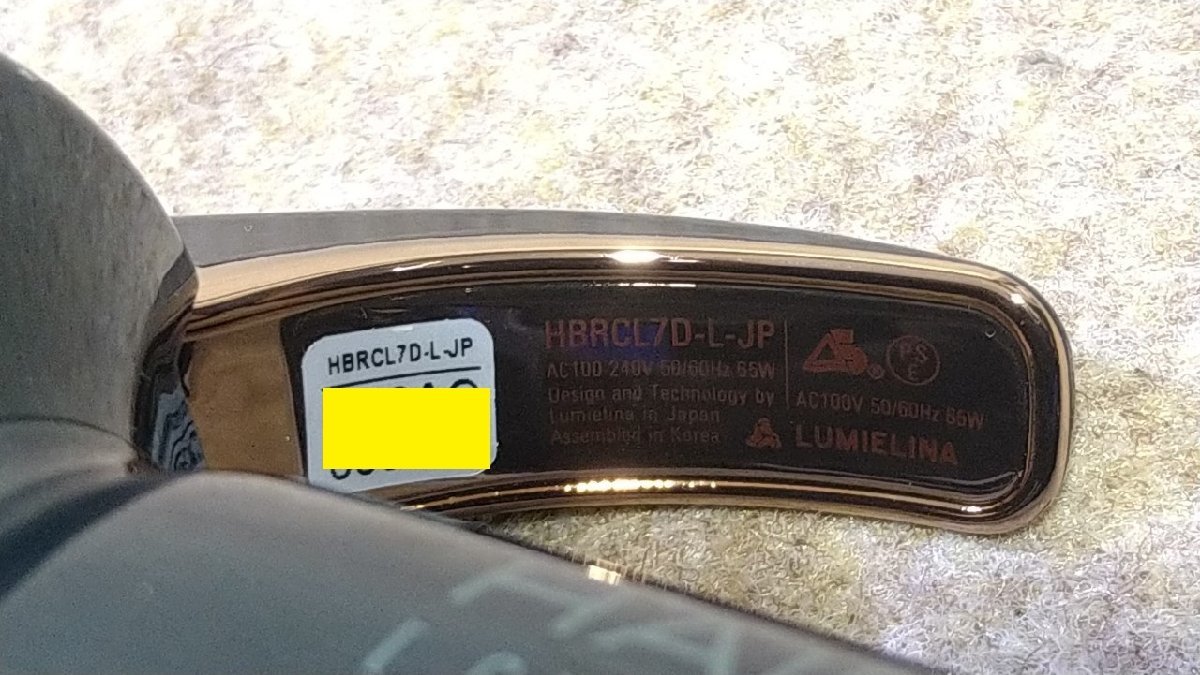 HBRCL7D-L-JP
HBRCL7D-L-JP
AC100-240V 50/60Hz 65W
Design and Technology by
Lumielina in Japan
Assembled in Korea
PS
E
AC100V 50/60Hz 65W
LUMIELINA